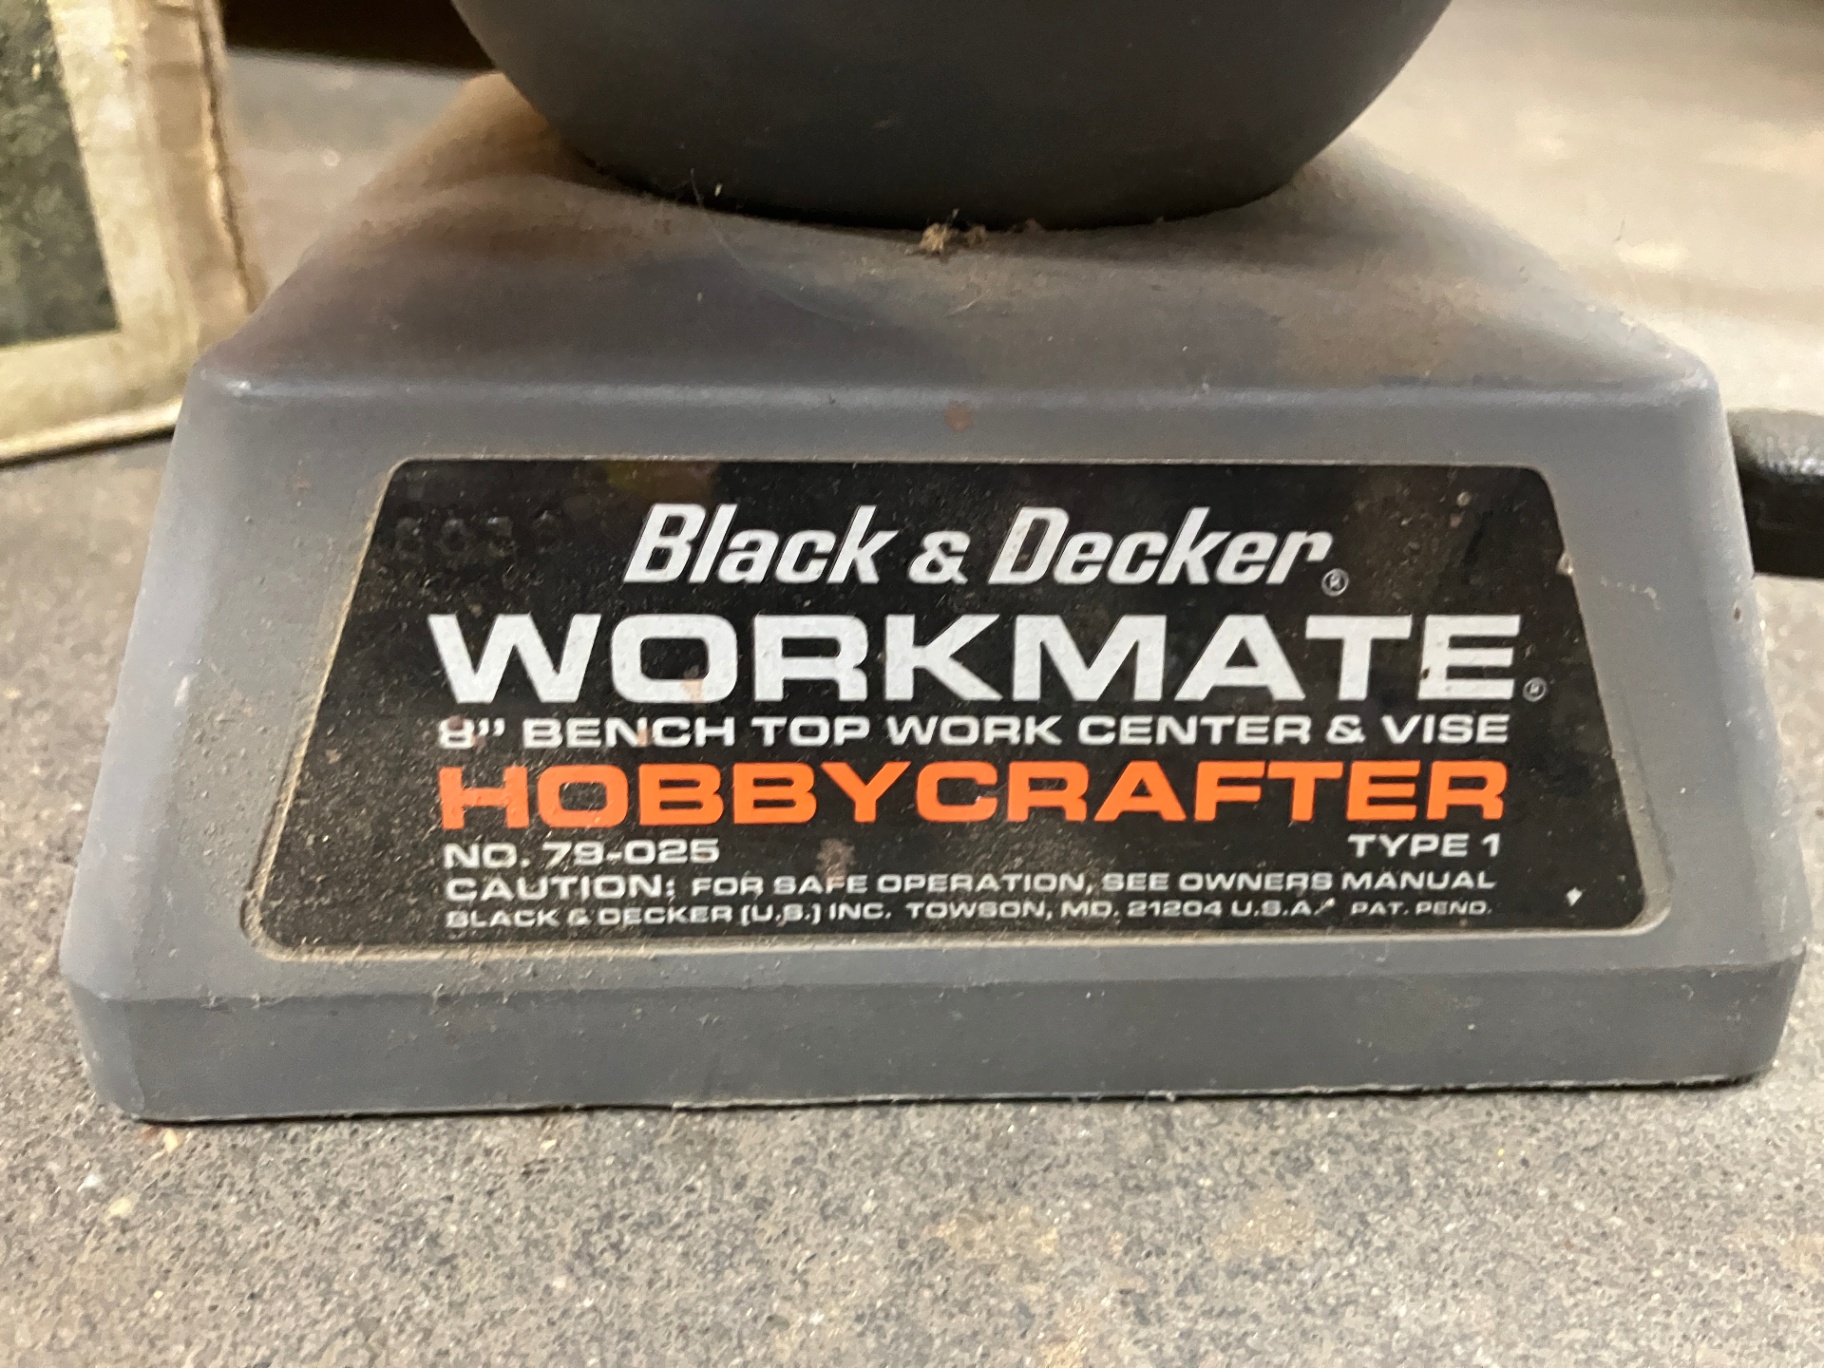 Black & Decker®
WORKMATE®
8" BENCH TOP WORK CENTER & VISE
HOBBYCRAFTER
NO. 79-025 TYPE 1
CAUTION: FOR SAFE OPERATION, SEE OWNERS MANUAL
BLACK & DECKER (U.S.) INC. TOWSON, MD. 21204 U.S.A. PAT. PEND.